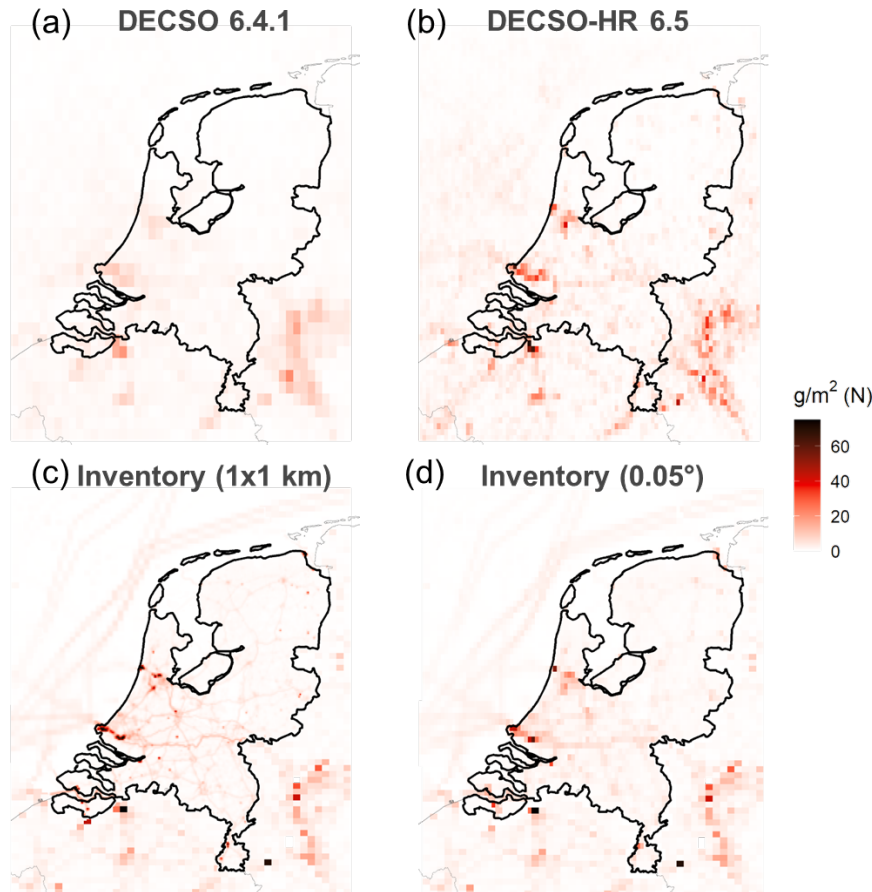 (a) DECSO 6.4.1
(b) DECSO-HR 6.5
g/m² (N)
60
40
20
0
(c) Inventory (1x1 km)
(d) Inventory (0.05°)